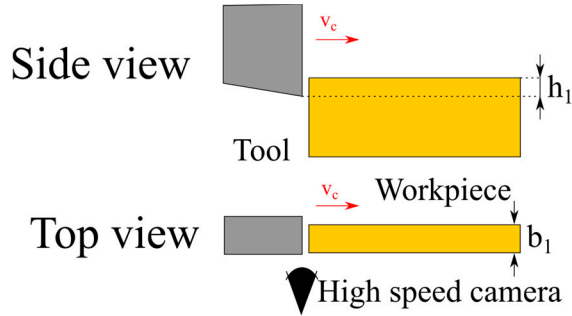 v_c
Side view
h_1
Tool
v_c
Workpiece
Top view
b_1
High speed camera